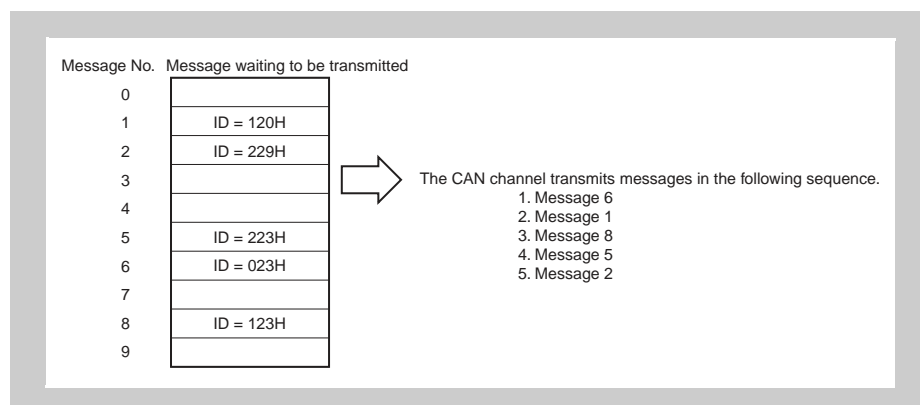 Message No. Message waiting to be transmitted
0
1 ID = 120H
2 ID = 229H
3
4
5 ID = 223H
6 ID = 023H
7
8 ID = 123H
9
The CAN channel transmits messages in the following sequence.
1. Message 6
2. Message 1
3. Message 8
4. Message 5
5. Message 2